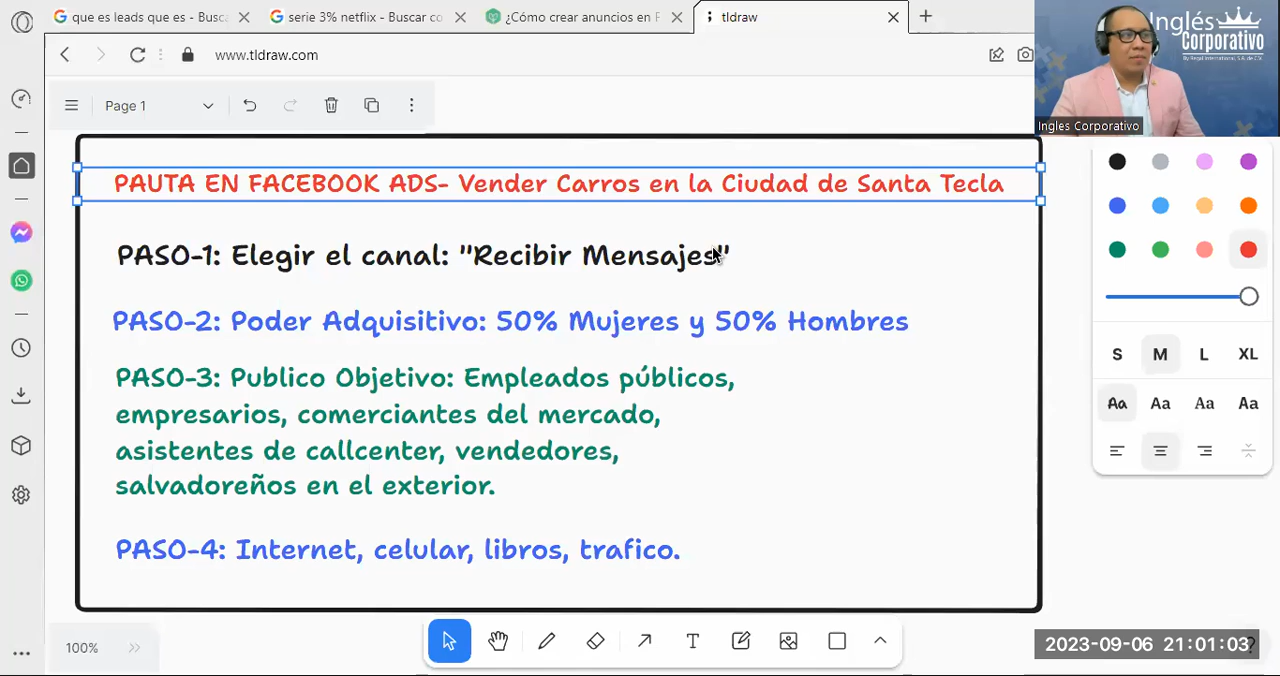 que es leads que es - Busc
serie 3% netflix - Buscar co
¿Cómo crear anuncios en F
tldraw
www.tldraw.com
Page 1
Inglés
Corporativo
By Regal International, S.A. de C.V.
Ingles Corporativo
PAUTA EN FACEBOOK ADS- Vender Carros en la Ciudad de Santa Tecla
PASO-1: Elegir el canal: "Recibir Mensajes"
PASO-2: Poder Adquisitivo: 50% Mujeres y 50% Hombres
PASO-3: Publico Objetivo: Empleados públicos,
empresarios, comerciantes del mercado,
asistentes de callcenter, vendedores,
salvadoreños en el exterior.
PASO-4: Internet, celular, libros, trafico.
S M L XL
Aa Aa Aa Aa
100%
2023-09-06 21:01:03